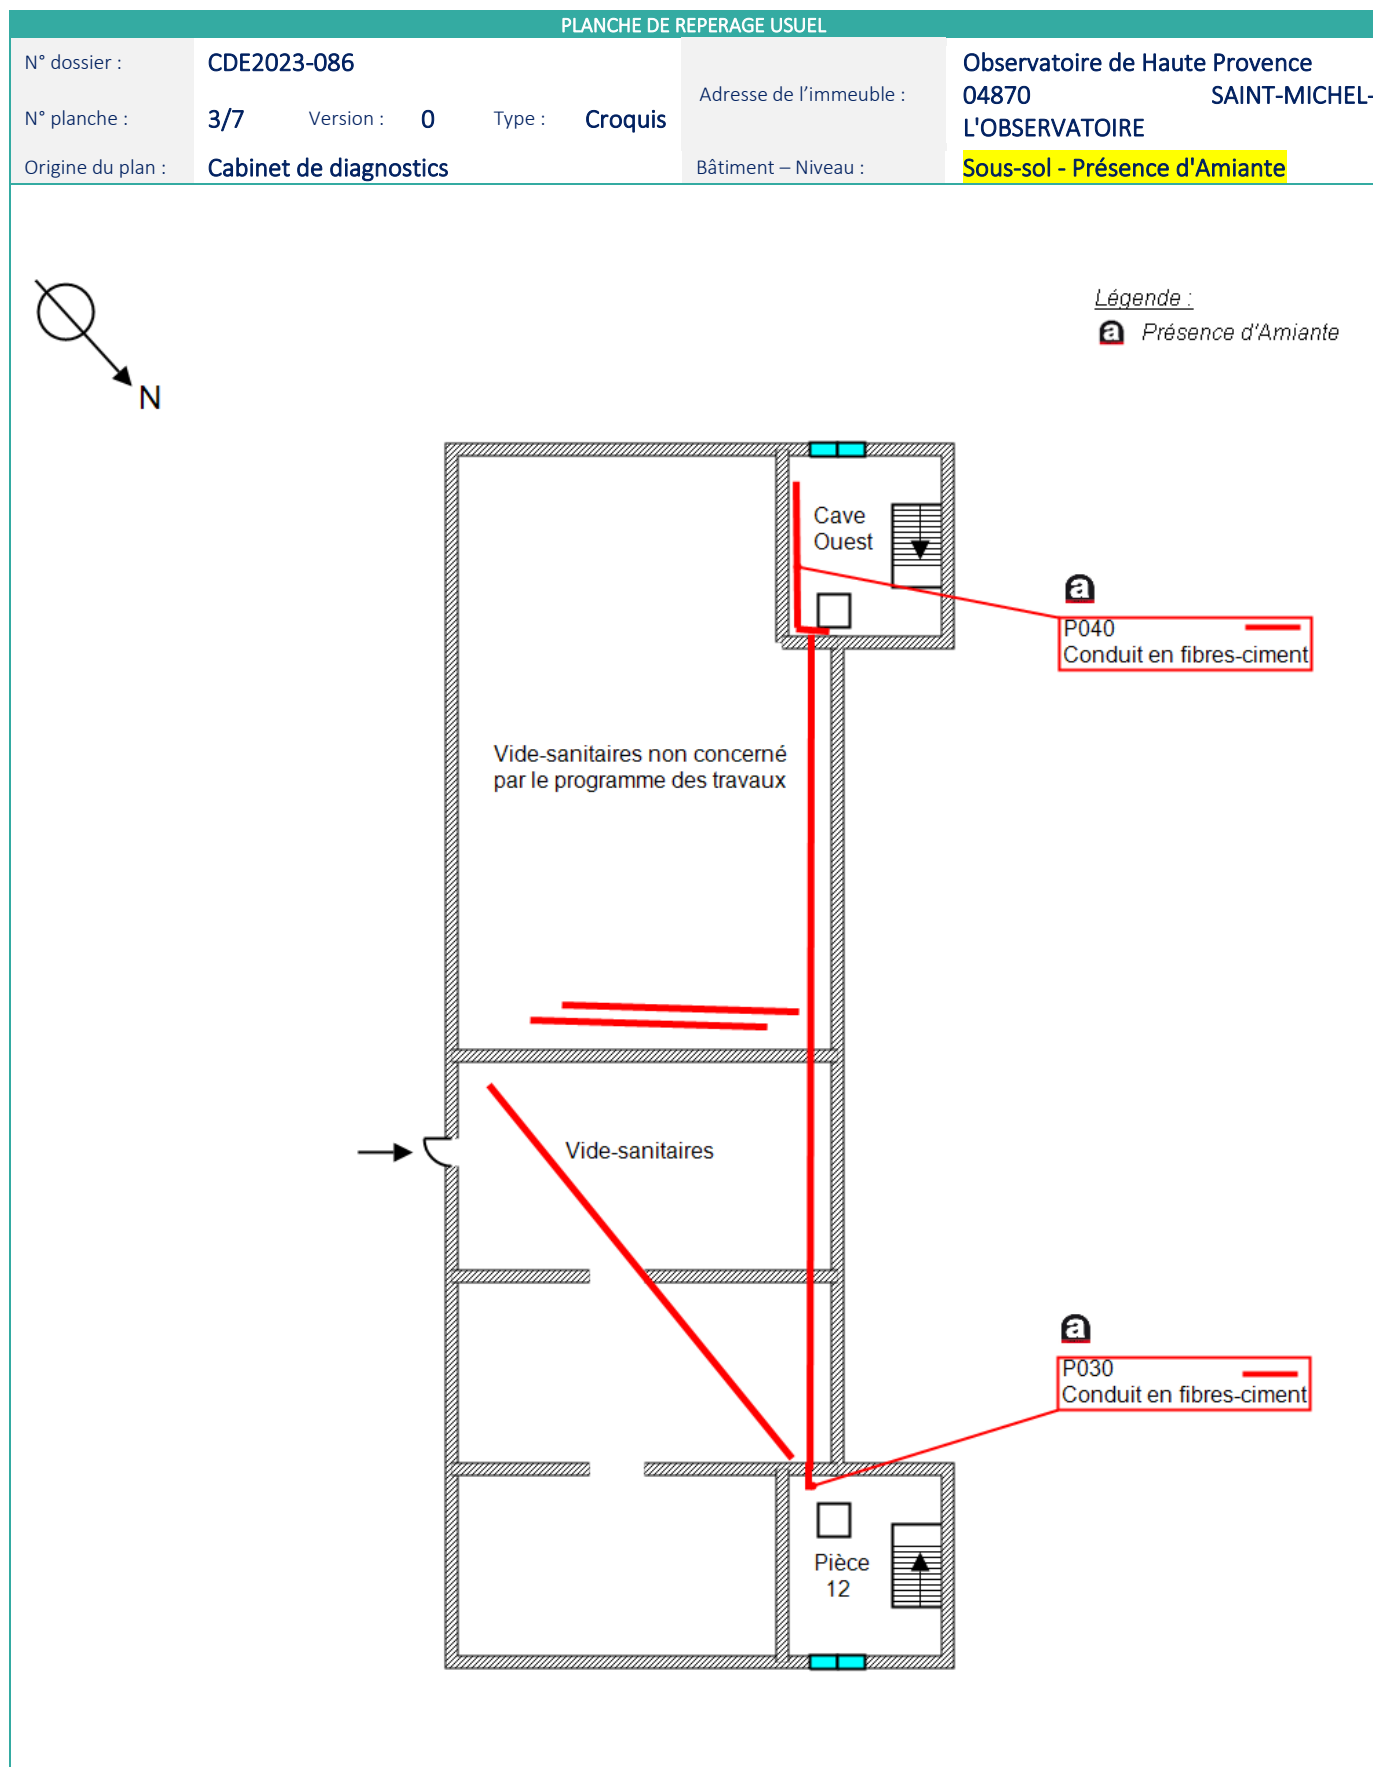 PLANCHE DE REPERAGE USUEL
N° dossier : CDE2023-086
Adresse de l'immeuble : Observatoire de Haute Provence
04870 SAINT-MICHEL-
L'OBSERVATOIRE
N° planche : 3/7 Version : 0 Type : Croquis
Origine du plan : Cabinet de diagnostics
Bâtiment – Niveau : Sous-sol - Présence d'Amiante
Légende :
a Présence d'Amiante
N
Cave
Ouest
a
P040
Conduit en fibres-ciment
Vide-sanitaires non concerné
par le programme des travaux
Vide-sanitaires
a
P030
Conduit en fibres-ciment
Pièce
12